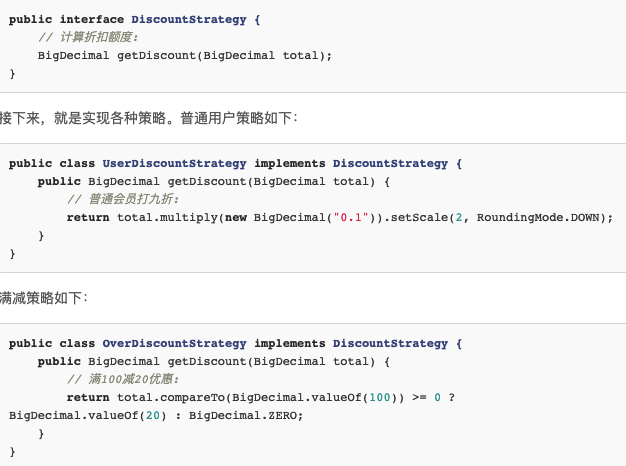 public interface DiscountStrategy {
    // 计算折扣额度:
    BigDecimal getDiscount(BigDecimal total);
}
接下来，就是实现各种策略。普通用户策略如下：
public class UserDiscountStrategy implements DiscountStrategy {
    public BigDecimal getDiscount(BigDecimal total) {
        // 普通会员打九折:
        return total.multiply(new BigDecimal("0.1")).setScale(2, RoundingMode.DOWN);
    }
}
满减策略如下：
public class OverDiscountStrategy implements DiscountStrategy {
    public BigDecimal getDiscount(BigDecimal total) {
        // 满100减20优惠:
        return total.compareTo(BigDecimal.valueOf(100)) >= 0 ?
BigDecimal.valueOf(20) : BigDecimal.ZERO;
    }
}